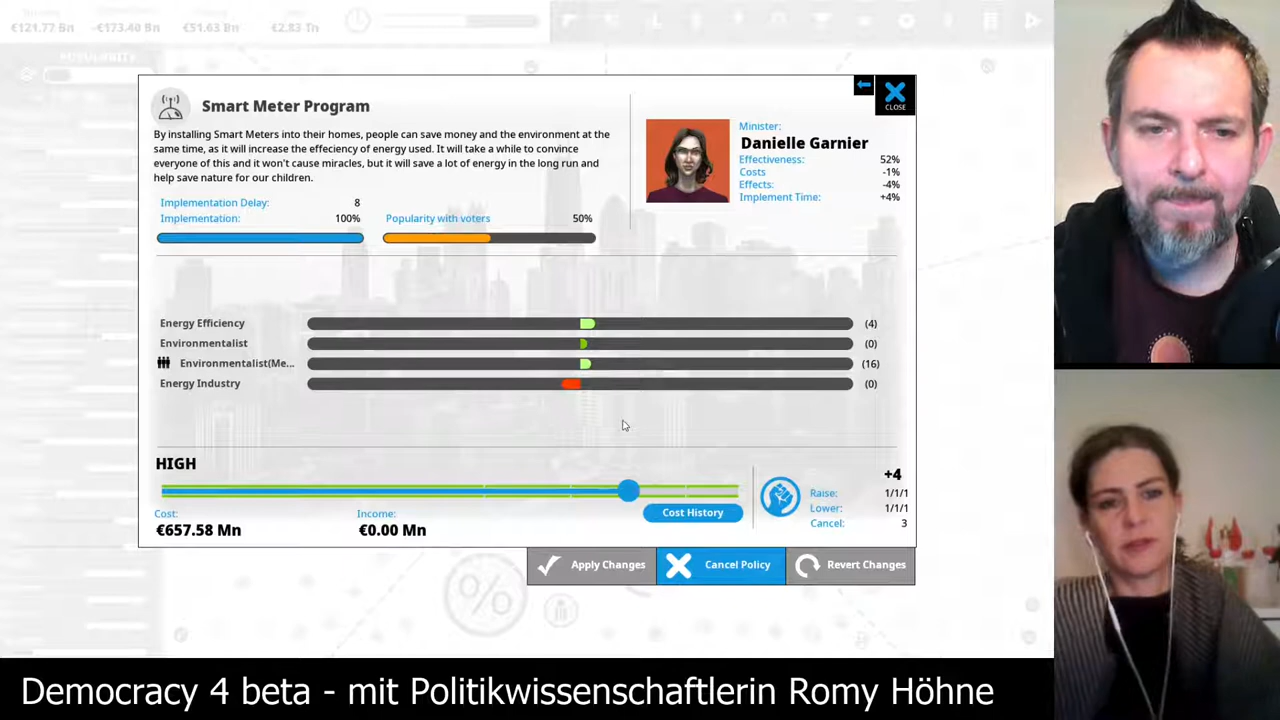 €121.77 Bn -€173.40 Bn €51.63 Bn €2.83 Tn
POPULARITY
Smart Meter Program
By installing Smart Meters into their homes, people can save money and the environment at the
same time, as it will increase the effeciency of energy used. It will take a while to convince
everyone of this and it won't cause miracles, but it will save a lot of energy in the long run and
help save nature for our children.
Implementation Delay: 8
Implementation: 100%
Popularity with voters 50%
CLOSE
Minister:
Danielle Garnier
Effectiveness: 52%
Costs -1%
Effects: -4%
Implement Time: +4%
Energy Efficiency (4)
Environmentalist (0)
Environmentalist(Me... (16)
Energy Industry (0)
HIGH
Cost:
€657.58 Mn
Income:
€0.00 Mn
Cost History
+4
Raise: 1/1/1
Lower: 1/1/1
Cancel: 3
Apply Changes
Cancel Policy
Revert Changes
Democracy 4 beta - mit Politikwissenschaftlerin Romy Höhne